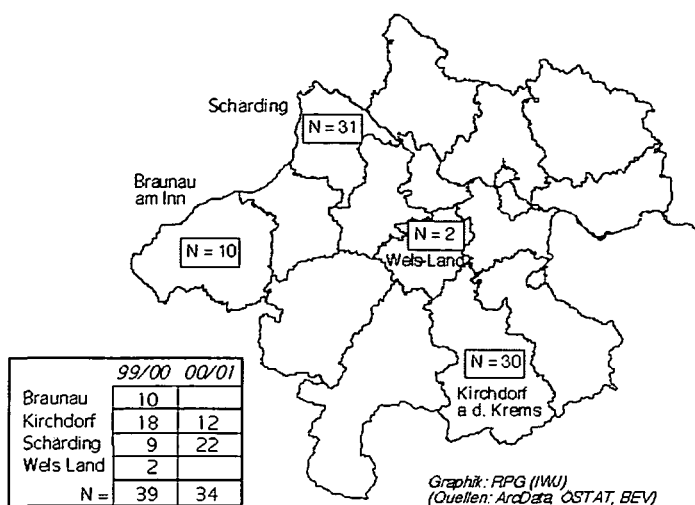 Schärding
N = 31
Braunau
am Inn
N = 10
N = 2
Wels-Land
N = 30
Kirchdorf
a d. Krems
99/00 00/01
Braunau 10
Kirchdorf 18 12
Schärding 9 22
Wels Land 2
N = 39 34
Graphik: RPG (IWJ)
(Quellen: ArcData, ÖSTAT, BEV)